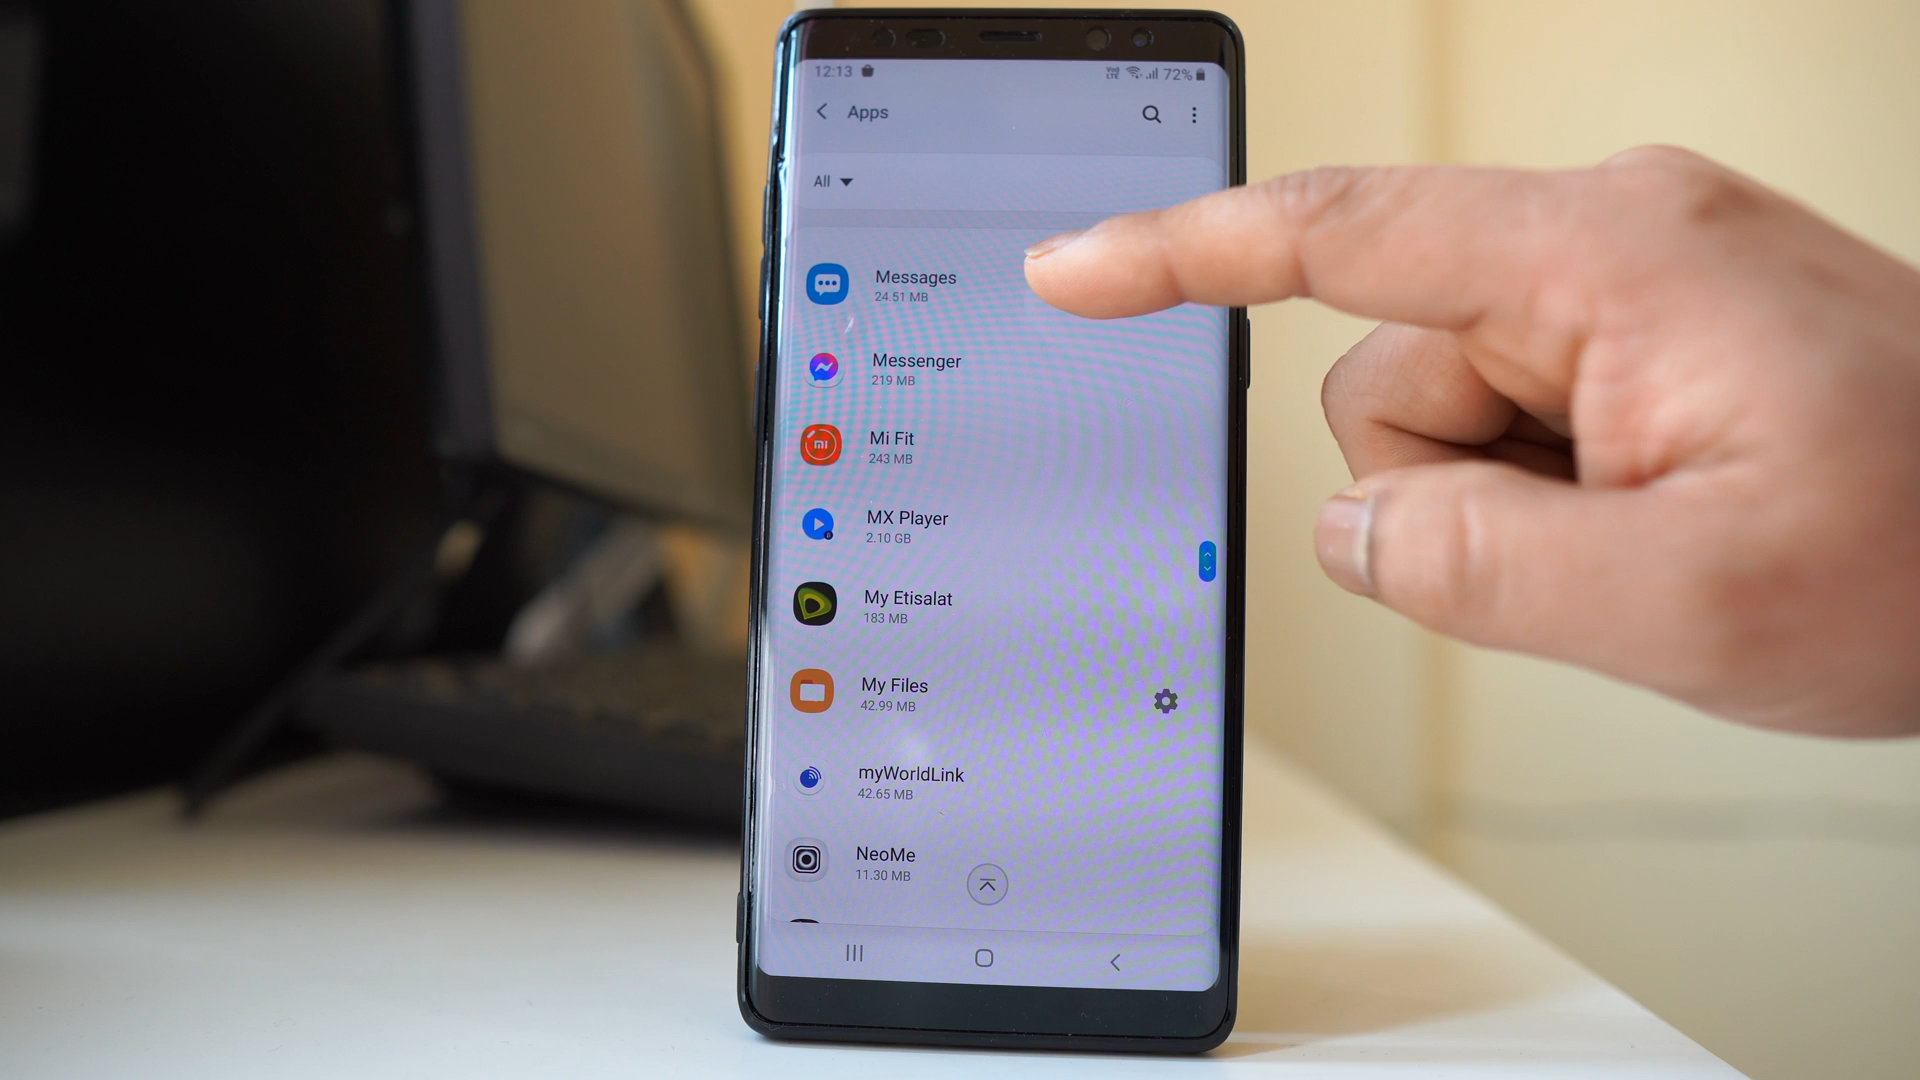 12:13 VoLTE 72%
Apps
All
Messages
24.51 MB
Messenger
219 MB
mi
Mi Fit
243 MB
MX Player
2.10 GB
My Etisalat
183 MB
My Files
42.99 MB
myWorldLink
42.65 MB
NeoMe
11.30 MB